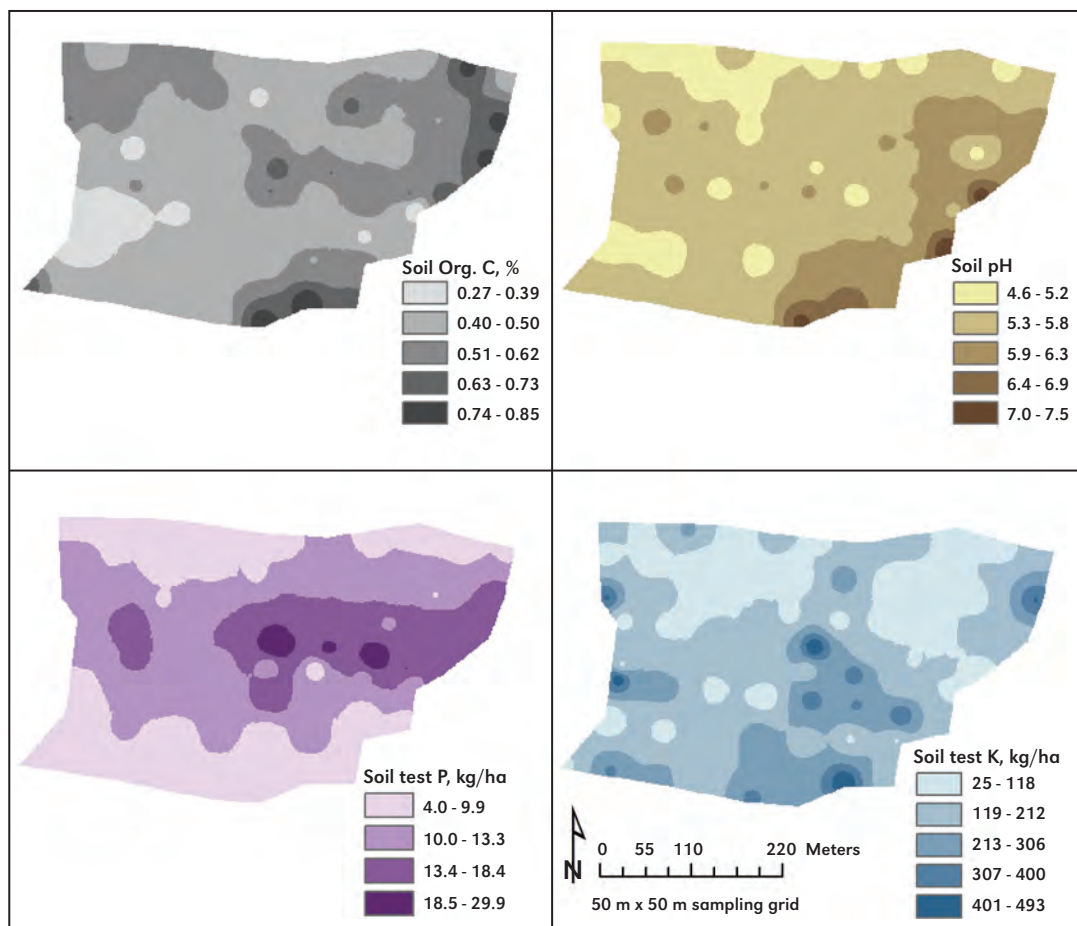 Soil Org. C, %
0.27 - 0.39
0.40 - 0.50
0.51 - 0.62
0.63 - 0.73
0.74 - 0.85
Soil pH
4.6 - 5.2
5.3 - 5.8
5.9 - 6.3
6.4 - 6.9
7.0 - 7.5
Soil test P, kg/ha
4.0 - 9.9
10.0 - 13.3
13.4 - 18.4
18.5 - 29.9
Soil test K, kg/ha
25 - 118
119 - 212
213 - 306
307 - 400
401 - 493
N
0 55 110 220 Meters
50 m x 50 m sampling grid